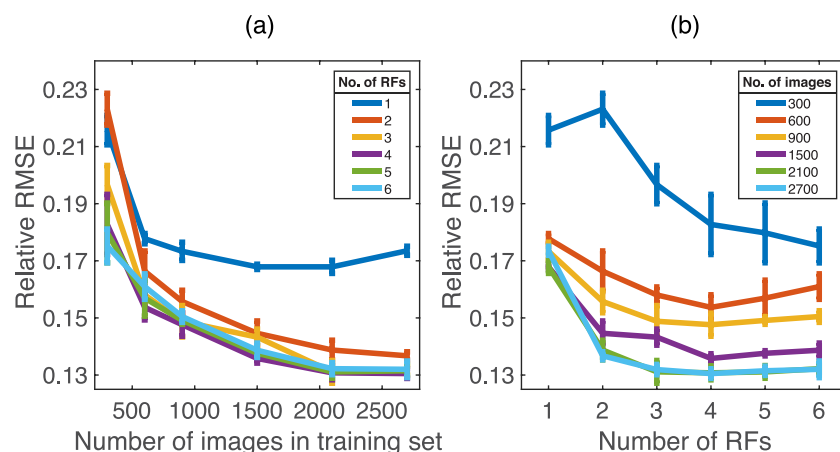 (a)
Relative RMSE
0.23
0.21
0.19
0.17
0.15
0.13
No. of RFs
1
2
3
4
5
6
500 1000 1500 2000 2500
Number of images in training set
(b)
Relative RMSE
0.23
0.21
0.19
0.17
0.15
0.13
No. of images
300
600
900
1500
2100
2700
1 2 3 4 5 6
Number of RFs